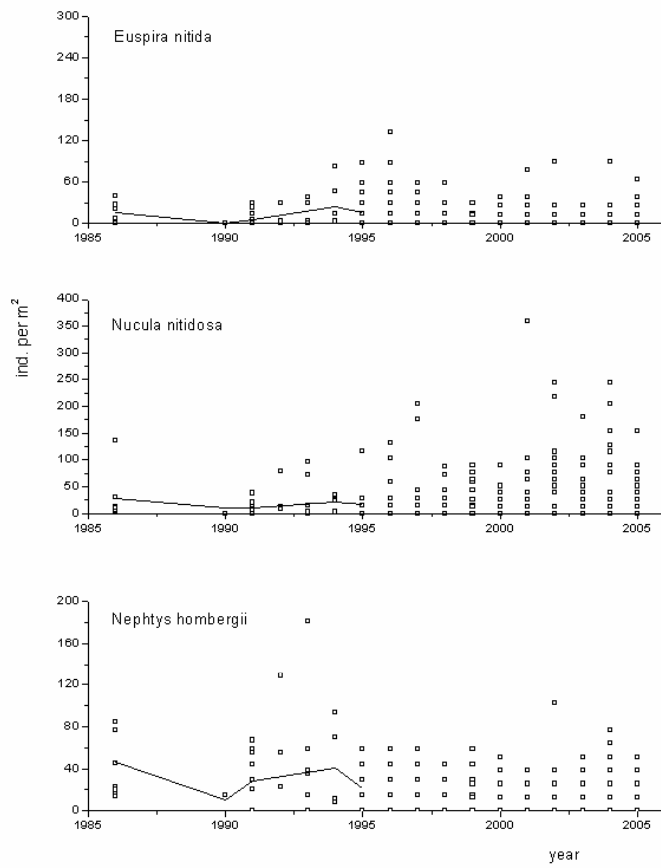 300
Euspira nitida
240
180
120
60
0
1985 1990 1995 2000 2005
ind. per m²
400
Nucula nitidosa
350
300
250
200
150
100
50
0
1985 1990 1995 2000 2005
200
Nephtys hombergii
160
120
80
40
0
1985 1990 1995 2000 2005
year